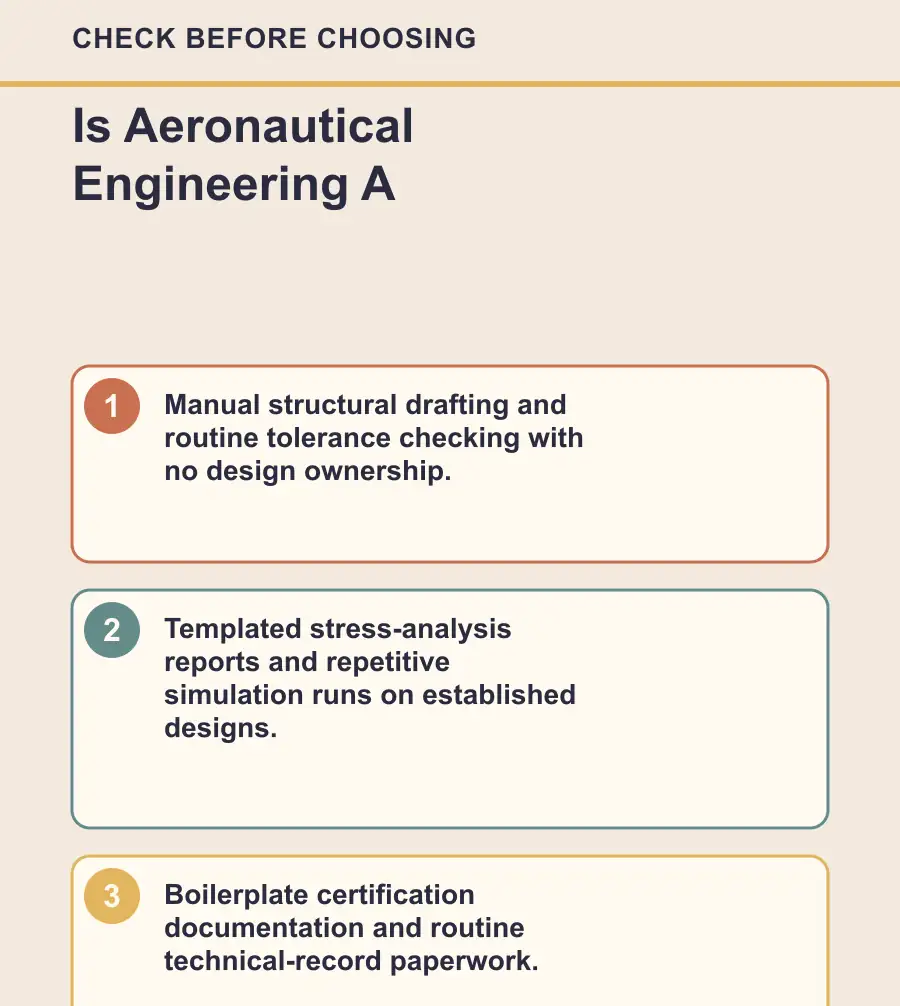 CHECK BEFORE CHOOSING
Is Aeronautical
Engineering A
1
Manual structural drafting and
routine tolerance checking with
no design ownership.
2
Templated stress-analysis
reports and repetitive
simulation runs on established
designs.
3
Boilerplate certification
documentation and routine
technical-record paperwork.